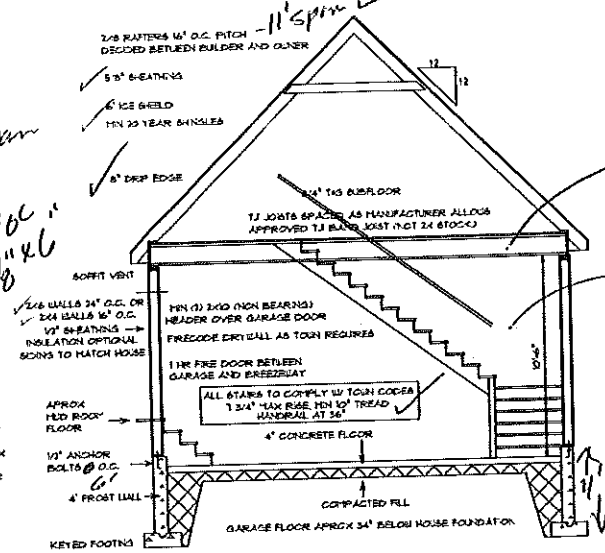 2x8 RAFTERS 16" O.C. PITCH
DECIDED BETWEEN BUILDER AND OWNER
-11' Span
5 8" SHEATHING
6' ICE SHIELD
MIN 20 YEAR SHINGLES
8" DRIP EDGE
12
12
3/4" T&G SUBFLOOR
TJ JOISTS SPACED AS MANUFACTURER ALLOWS
APPROVED TJ BAND JOIST (NOT 2X STOCK)
SOFFIT VENT
2x6 WALLS 24" O.C. OR
2X4 WALLS 16" O.C.
1/2" SHEATHING
INSULATION OPTIONAL
SIDING TO MATCH HOUSE
MIN (3) 2X10 (NON BEARING)
HEADER OVER GARAGE DOOR
FIRECODE DRYWALL AS TOWN REQUIRES
1 HR FIRE DOOR BETWEEN
GARAGE AND BREEZEWAY
10'-6"
ALL STAIRS TO COMPLY W/ TOWN CODES
7 3/4" MAX RISE, MIN 10" TREAD
HANDRAIL AT 36"
APROX
MUD ROOM
FLOOR
4" CONCRETE FLOOR
1/2" ANCHOR
BOLTS @ O.C.
6'
4' FROST WALL
COMPACTED FILL
GARAGE FLOOR APROX 34" BELOW HOUSE FOUNDATION
KEYED FOOTING